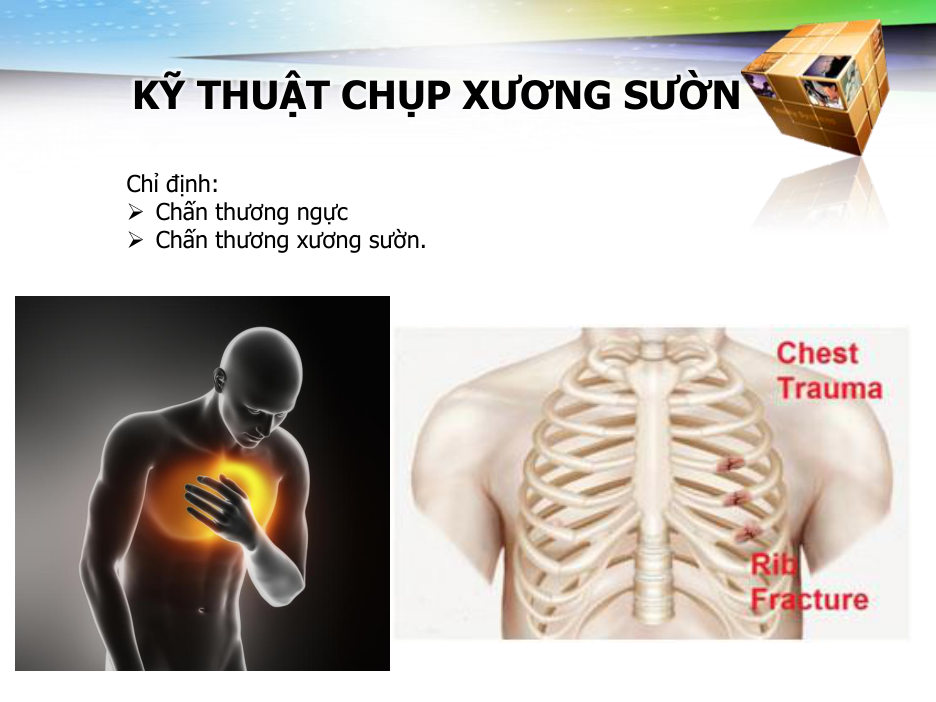 KỸ THUẬT CHỤP XƯƠNG SƯỜN
Chỉ định:
➢ Chấn thương ngực
➢ Chấn thương xương sườn.
Chest
Trauma
Rib
Fracture